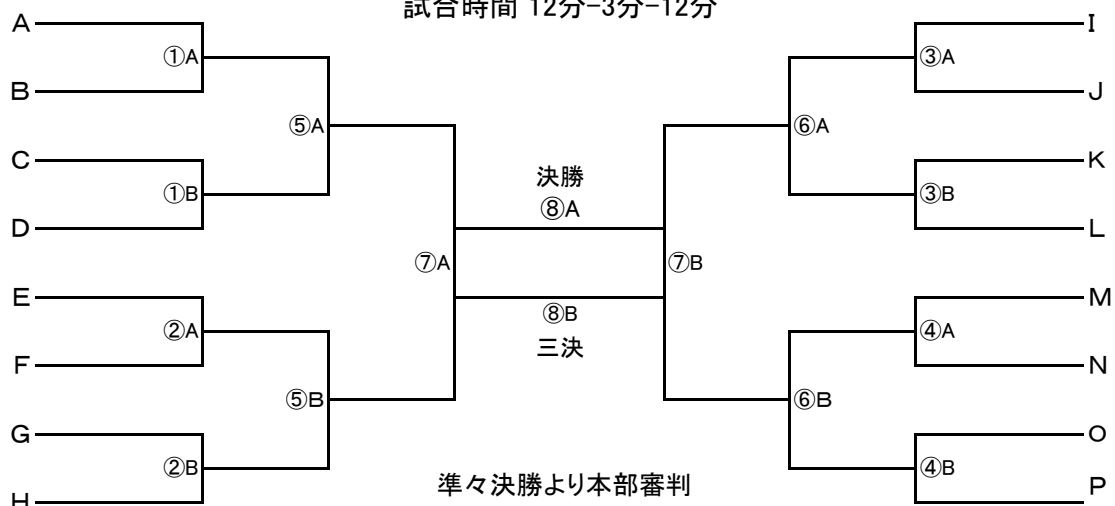 試合時間 12分−3分−12分
A
①A
B
⑤A
C
①B
D
⑦A
E
②A
F
⑤B
G
②B
H
決勝
⑧A
⑧B
三決
準々決勝より本部審判
I
③A
J
⑥A
K
③B
L
⑦B
M
④A
N
⑥B
O
④B
P